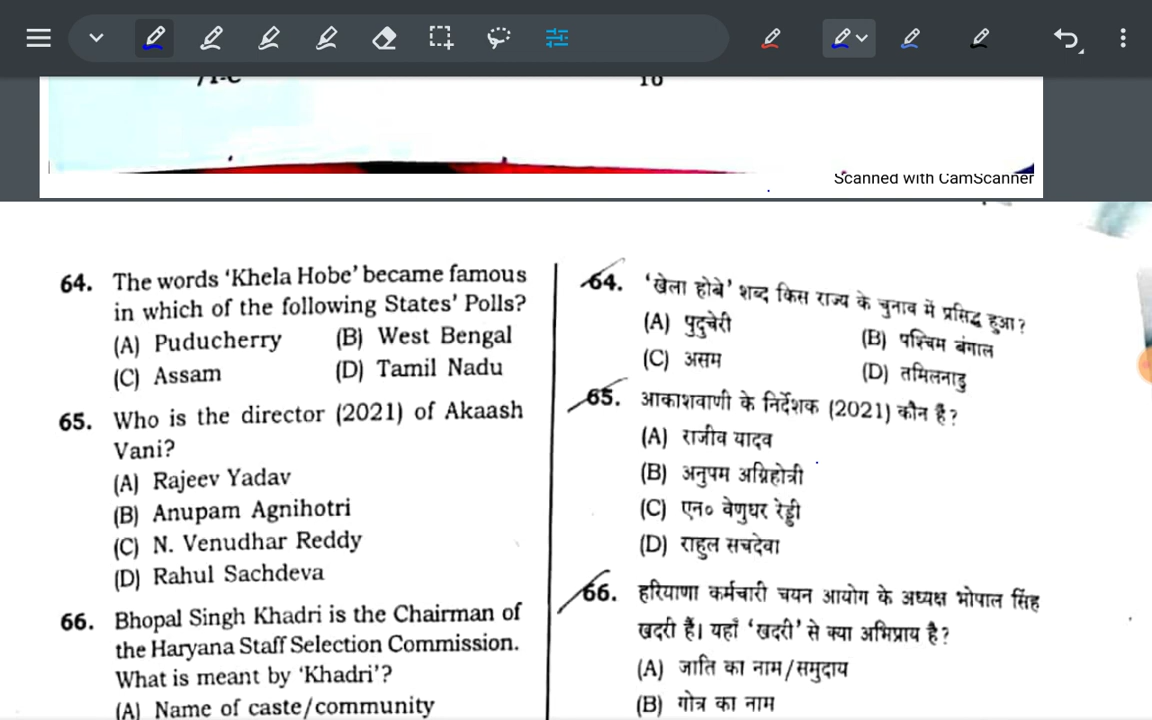 Scanned with CamScanner
64. The words 'Khela Hobe' became famous
in which of the following States' Polls?
(A) Puducherry (B) West Bengal
(C) Assam (D) Tamil Nadu
65. Who is the director (2021) of Akaash
Vani?
(A) Rajeev Yadav
(B) Anupam Agnihotri
(C) N. Venudhar Reddy
(D) Rahul Sachdeva
66. Bhopal Singh Khadri is the Chairman of
the Haryana Staff Selection Commission.
What is meant by 'Khadri'?
(A) Name of caste/community
64. 'खेला होबे' शब्द किस राज्य के चुनाव में प्रसिद्ध हुआ?
(A) पुदुचेरी (B) पश्चिम बंगाल
(C) असम (D) तमिलनाडु
65. आकाशवाणी के निर्देशक (2021) कौन हैं?
(A) राजीव यादव
(B) अनुपम अग्निहोत्री
(C) एन० वेणुधर रेड्डी
(D) राहुल सचदेवा
66. हरियाणा कर्मचारी चयन आयोग के अध्यक्ष भोपाल सिंह
खदरी हैं। यहाँ 'खदरी' से क्या अभिप्राय है?
(A) जाति का नाम/समुदाय
(B) गोत्र का नाम